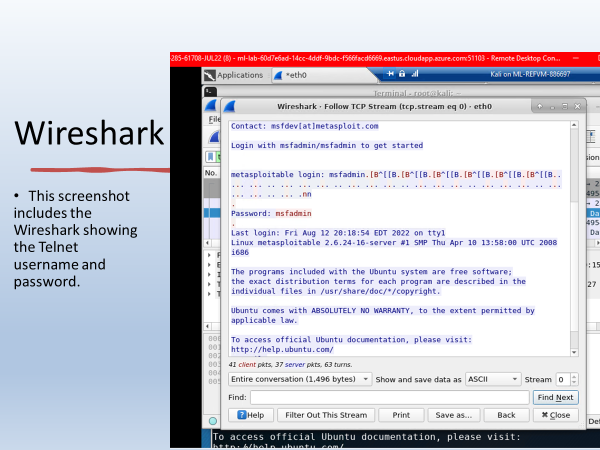 285-61708-JUL22 (8) - ml-lab-60d7e6ad-14cc-4ddf-9bdc-f566facd6669.eastus.cloudapp.azure.com:51103 - Remote Desktop Con...
Applications
*eth0
Kali on ML-REFVM-886697
Terminal - root@kali: ~
Wireshark · Follow TCP Stream (tcp.stream eq 0) · eth0
Wireshark
• This screenshot
includes the
Wireshark showing
the Telnet
username and
password.
File
No.
Contact: msfdev[at]metasploit.com
Login with msfadmin/msfadmin to get started
metasploitable login: msfadmin.[B^[[B.[B^[[B.[B^[[B.[B^[[B.[B^[[B.[B^[[B..
... ... .. ... ... ... ... .. ... ... ... ... ... .. ... ... ... ... .. ...
... ... .. ... ... .nn
.
Password: msfadmin
.
Last login: Fri Aug 12 20:18:54 EDT 2022 on tty1
Linux metasploitable 2.6.24-16-server #1 SMP Thu Apr 10 13:58:00 UTC 2008
i686
The programs included with the Ubuntu system are free software;
the exact distribution terms for each program are described in the
individual files in /usr/share/doc/*/copyright.
Ubuntu comes with ABSOLUTELY NO WARRANTY, to the extent permitted by
applicable law.
To access official Ubuntu documentation, please visit:
http://help.ubuntu.com/
41 client pkts, 37 server pkts, 63 turns.
Entire conversation (1,496 bytes)
Show and save data as
ASCII
Stream
0
Find:
Find Next
Help
Filter Out This Stream
Print
Save as...
Back
Close
To access official Ubuntu documentation, please visit:
http://help.ubuntu.com/